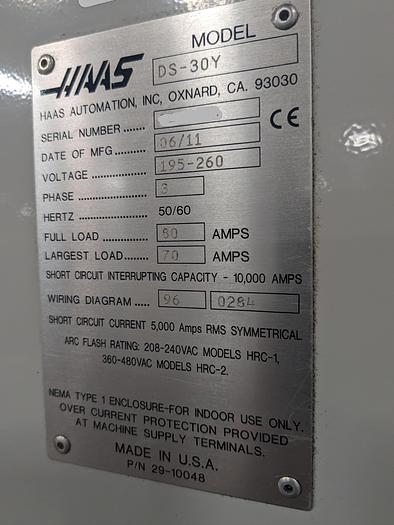 MODEL
HAAS DS-30Y
HAAS AUTOMATION, INC, OXNARD, CA. 93030
SERIAL NUMBER ......
CE
DATE OF MFG .......... 06/11
VOLTAGE ................. 195-260
PHASE .................... 3
HERTZ .................... 50/60
FULL LOAD .............. 80 AMPS
LARGEST LOAD ....... 70 AMPS
SHORT CIRCUIT INTERRUPTING CAPACITY - 10,000 AMPS
WIRING DIAGRAM ..... 96 0284
SHORT CIRCUIT CURRENT 5,000 Amps RMS SYMMETRICAL
ARC FLASH RATING: 208-240VAC MODELS HRC-1,
360-480VAC MODELS HRC-2.
NEMA TYPE 1 ENCLOSURE-FOR INDOOR USE ONLY.
OVER CURRENT PROTECTION PROVIDED
AT MACHINE SUPPLY TERMINALS.
MADE IN U.S.A.
P/N 29-10048